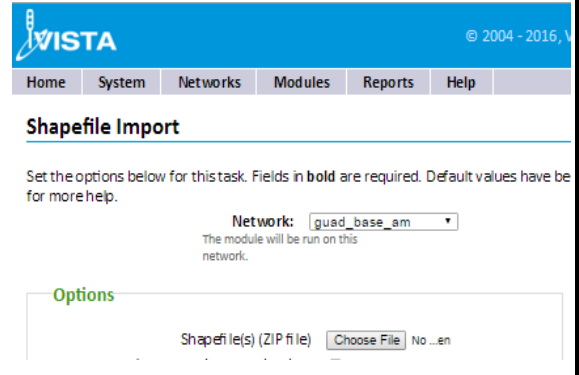 VISTA
© 2004 - 2016, V
Home System Networks Modules Reports Help
Shapefile Import
Set the options below for this task. Fields in bold are required. Default values have be
for more help.
Network: guad_base_am
The module will be run on this
network.
Options
Shapefile(s) (ZIP file) Choose File No ...en